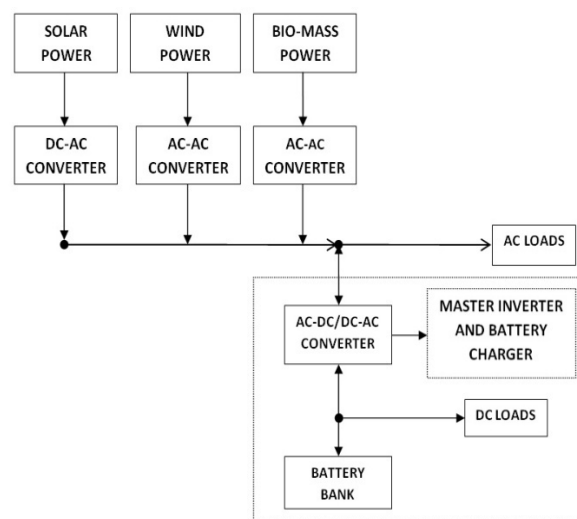 SOLAR
POWER
WIND
POWER
BIO-MASS
POWER
DC-AC
CONVERTER
AC-AC
CONVERTER
AC-AC
CONVERTER
AC LOADS
AC-DC/DC-AC
CONVERTER
MASTER INVERTER
AND BATTERY
CHARGER
DC LOADS
BATTERY
BANK